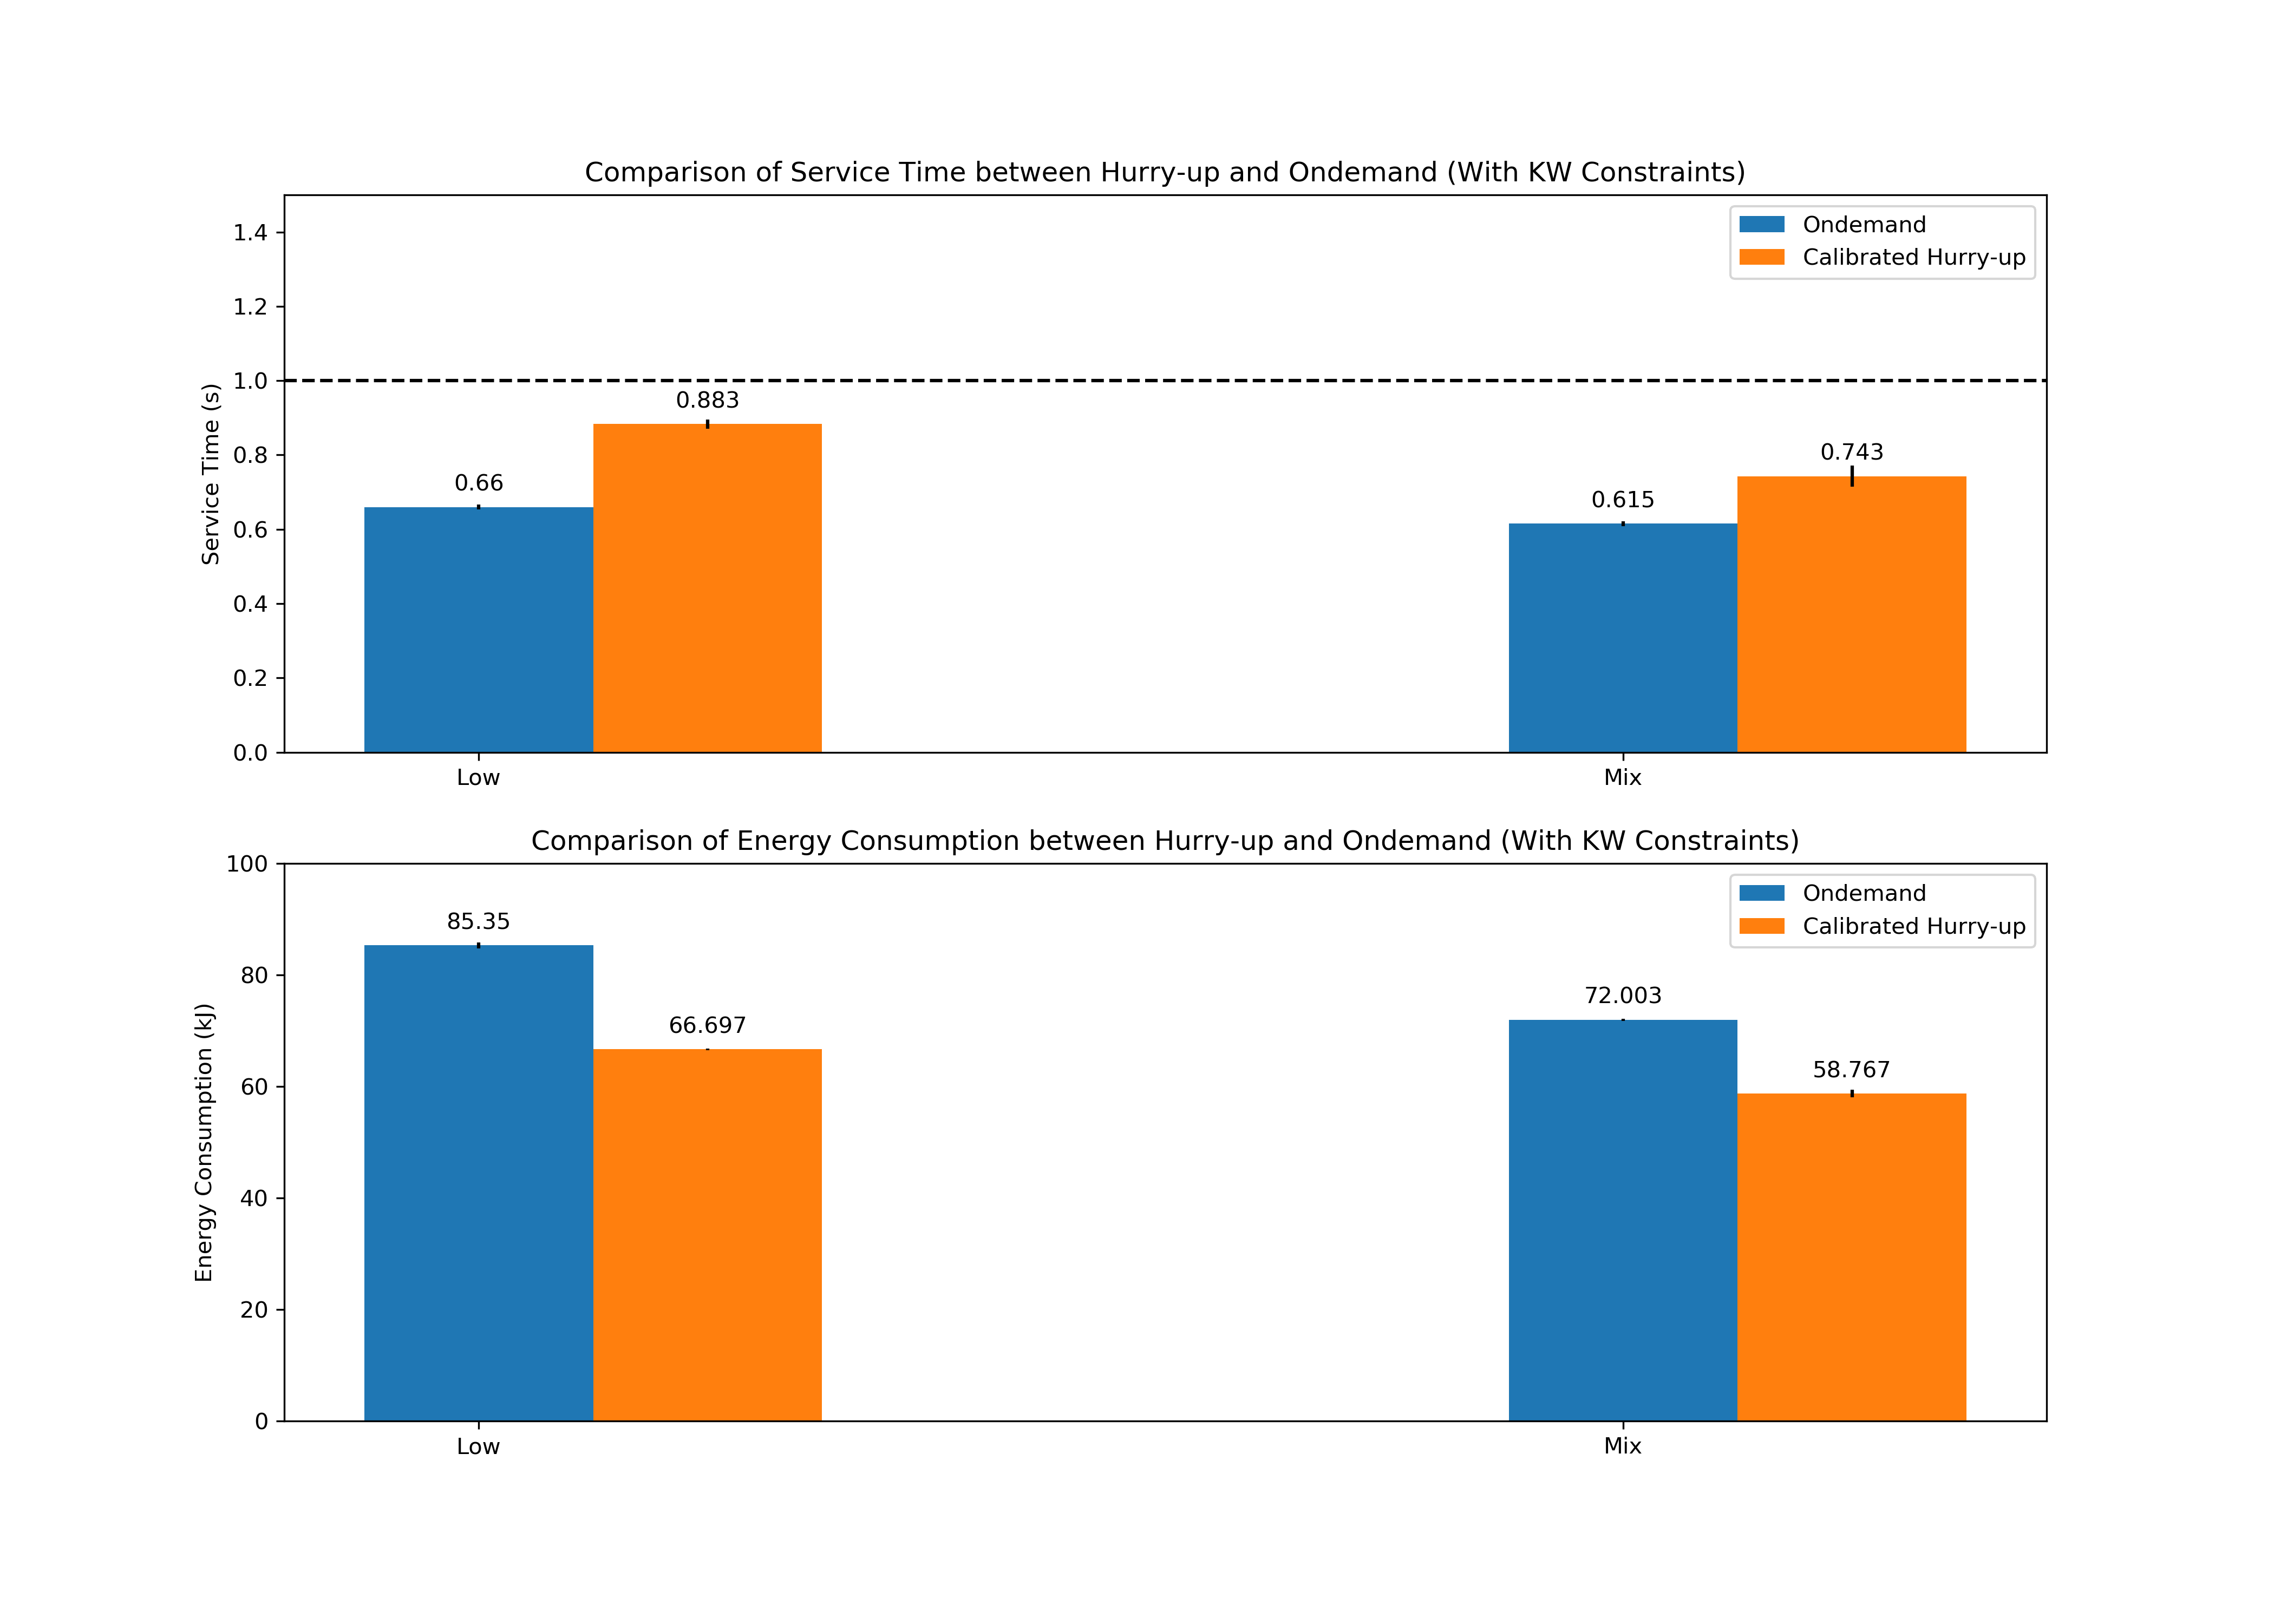 Comparison of Service Time between Hurry-up and Ondemand (With KW Constraints)
Ondemand
Calibrated Hurry-up
Service Time (s)
1.4
1.2
1.0
0.8
0.6
0.4
0.2
0.0
0.66
0.883
0.615
0.743
Low
Mix
Comparison of Energy Consumption between Hurry-up and Ondemand (With KW Constraints)
Ondemand
Calibrated Hurry-up
Energy Consumption (kJ)
100
80
60
40
20
0
85.35
66.697
72.003
58.767
Low
Mix